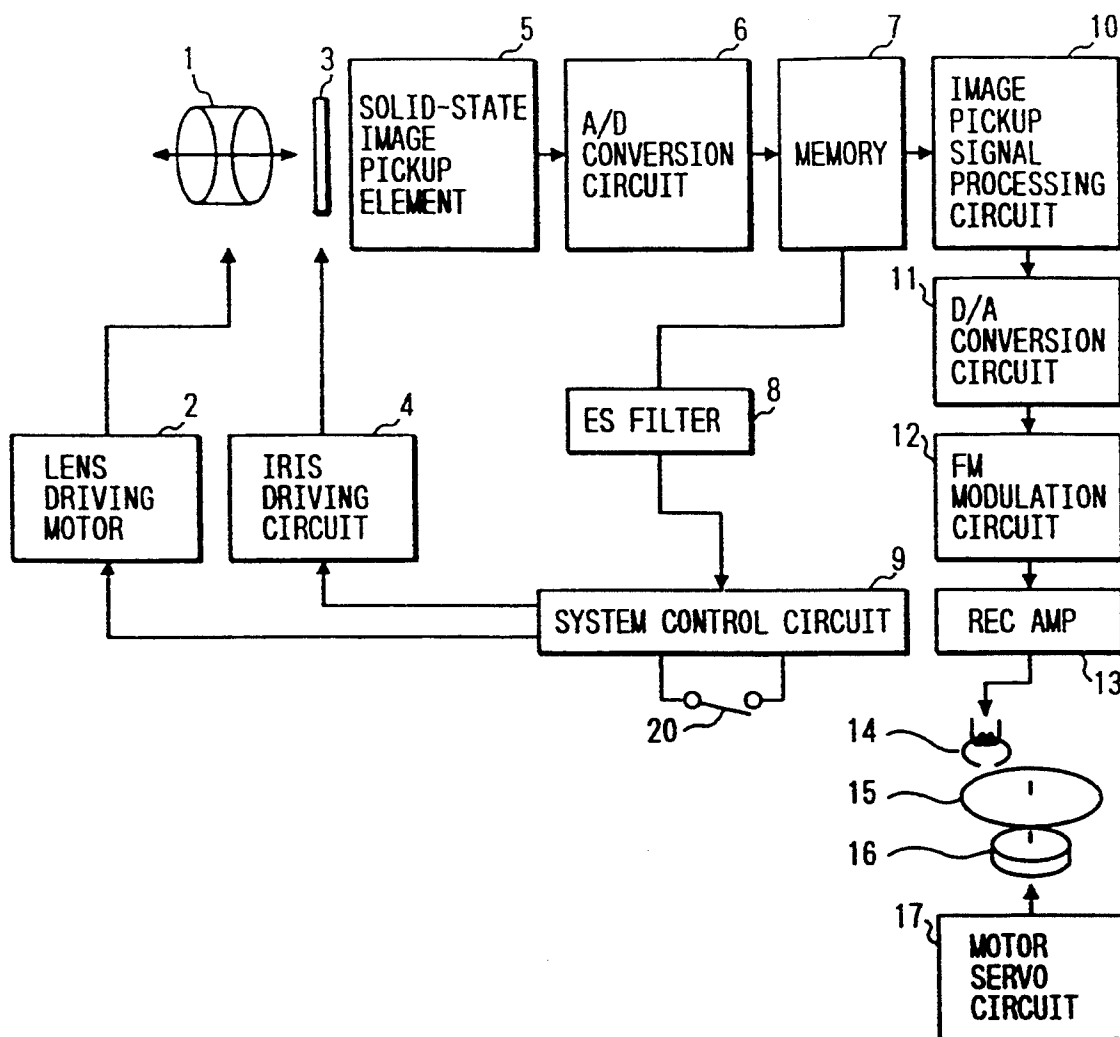 1
3
5
6
7
10
SOLID-STATE
IMAGE
PICKUP
ELEMENT
A/D
CONVERSION
CIRCUIT
MEMORY
IMAGE
PICKUP
SIGNAL
PROCESSING
CIRCUIT
11
D/A
CONVERSION
CIRCUIT
2
LENS
DRIVING
MOTOR
4
IRIS
DRIVING
CIRCUIT
8
ES FILTER
12
FM
MODULATION
CIRCUIT
9
SYSTEM CONTROL CIRCUIT
REC AMP
13
20
14
15
16
17
MOTOR
SERVO
CIRCUIT